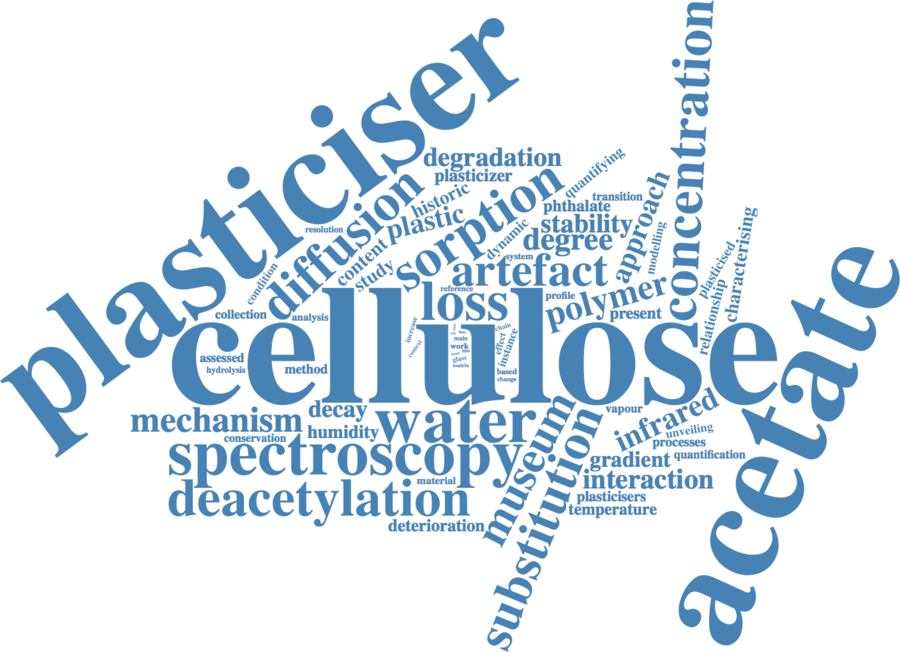 plasticiser
concentration
degradation
plasticizer
quantifying
historic
diffusion
plastic
sorption
transition
phthalate
approach
stability
modelling
dynamic
degree
resolution
content
study
condition
system
artefact
plasticised
characterising
relationship
reference
loss
profile
polymer
present
collection
analysis
cellulose
acetate
increase
context
chain
main
effect
instance
work
glass
matrix
based
change
assessed
hydrolysis
method
mechanism
decay
water
vapour
conservation
humidity
infrared
unveiling
processes
spectroscopy
museum
substitution
gradient
quantification
material
interaction
deacetylation
plasticisers
temperature
deterioration